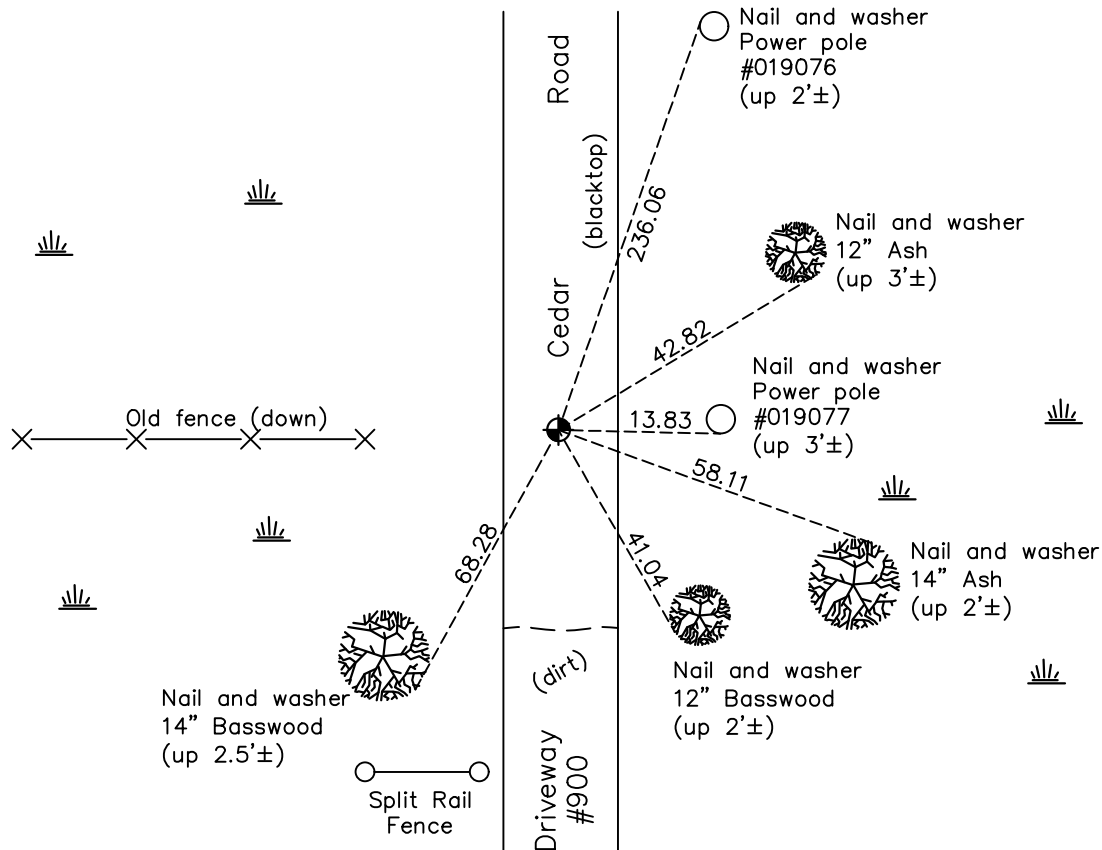 Nail and washer
Power pole
#019076
(up 2'±)
Road
(blacktop)
236.06
Nail and washer
12” Ash
(up 3'±)
Cedar
42.82
Nail and washer
Power pole
#019077
(up 3'±)
13.83
Old fence (down)
58.11
68.28
41.04
Nail and washer
14” Ash
(up 2'±)
(dirt)
Nail and washer
12” Basswood
(up 2'±)
Nail and washer
14” Basswood
(up 2.5'±)
Driveway
#900
Split Rail
Fence